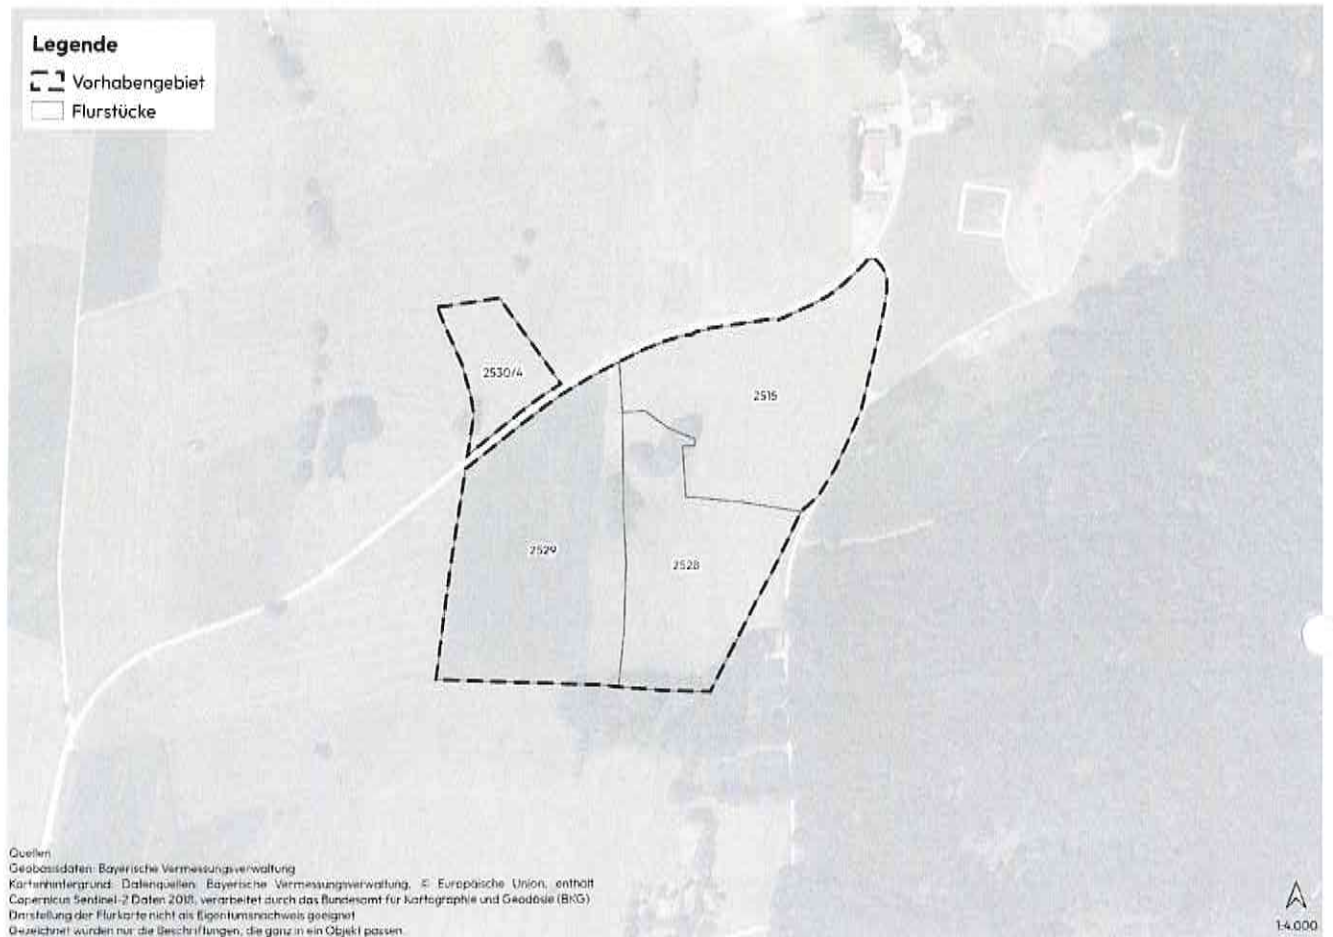 Legende
Vorhabengebiet
Flurstücke
2530/4
2515
2529
2528
Quellen
Geobasisdaten: Bayerische Vermessungsverwaltung
Kartenhintergrund: Datenquellen: Bayerische Vermessungsverwaltung, © Europäische Union, enthält
Copernicus Sentinel-2 Daten 2018, verarbeitet durch das Bundesamt für Kartographie und Geodäsie (BKG)
Darstellung der Flurkarte nicht als Eigentumsnachweis geeignet
Gezeichnet wurden nur die Beschriftungen, die ganz in ein Objekt passen.
1:4.000